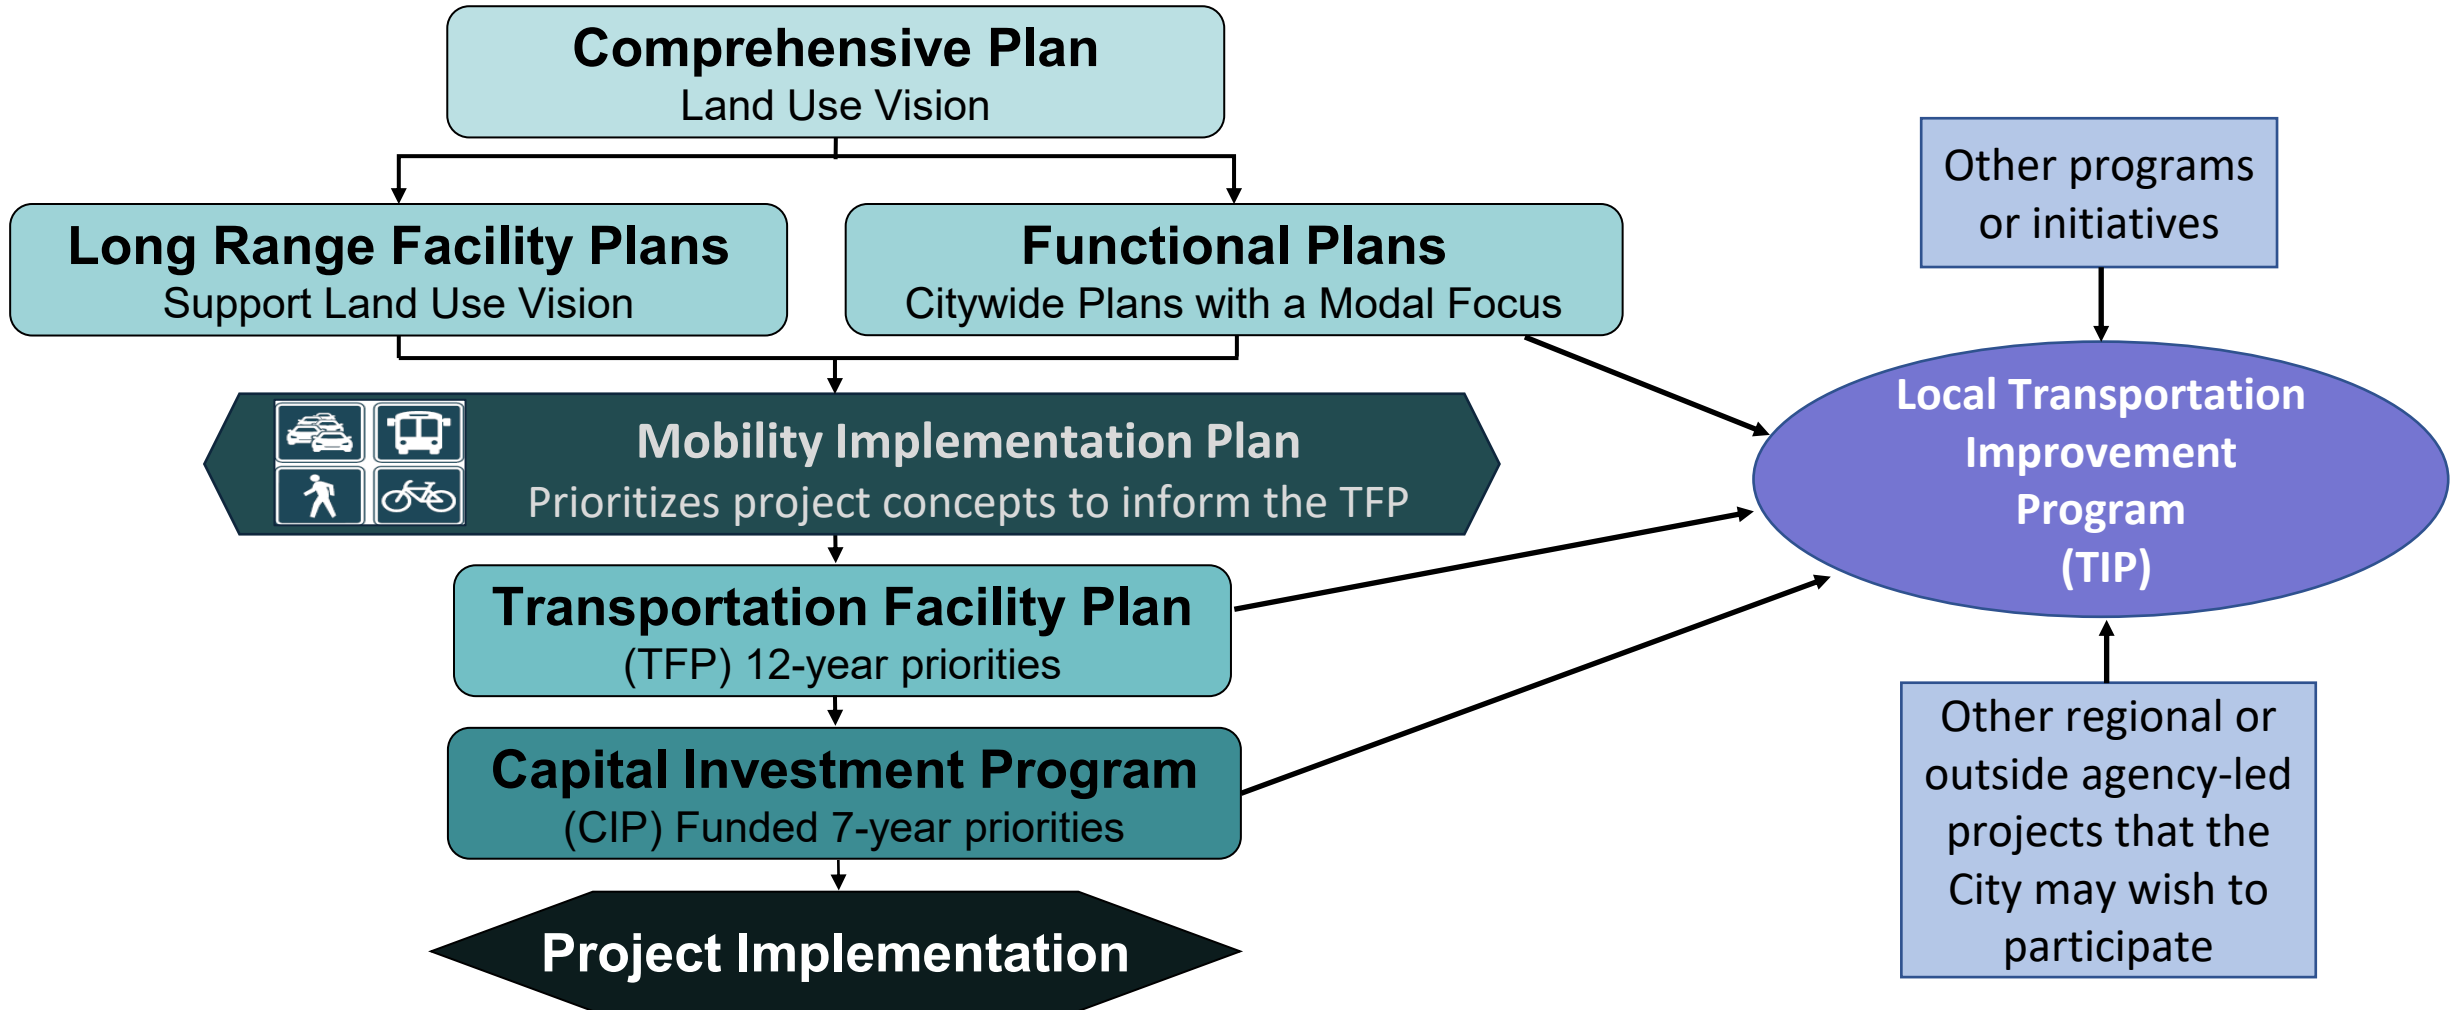 Comprehensive Plan
Land Use Vision
Long Range Facility Plans
Support Land Use Vision
Functional Plans
Citywide Plans with a Modal Focus
Mobility Implementation Plan
Prioritizes project concepts to inform the TFP
Transportation Facility Plan
(TFP) 12-year priorities
Capital Investment Program
(CIP) Funded 7-year priorities
Project Implementation
Other programs
or initiatives
Local Transportation
Improvement
Program
(TIP)
Other regional or
outside agency-led
projects that the
City may wish to
participate